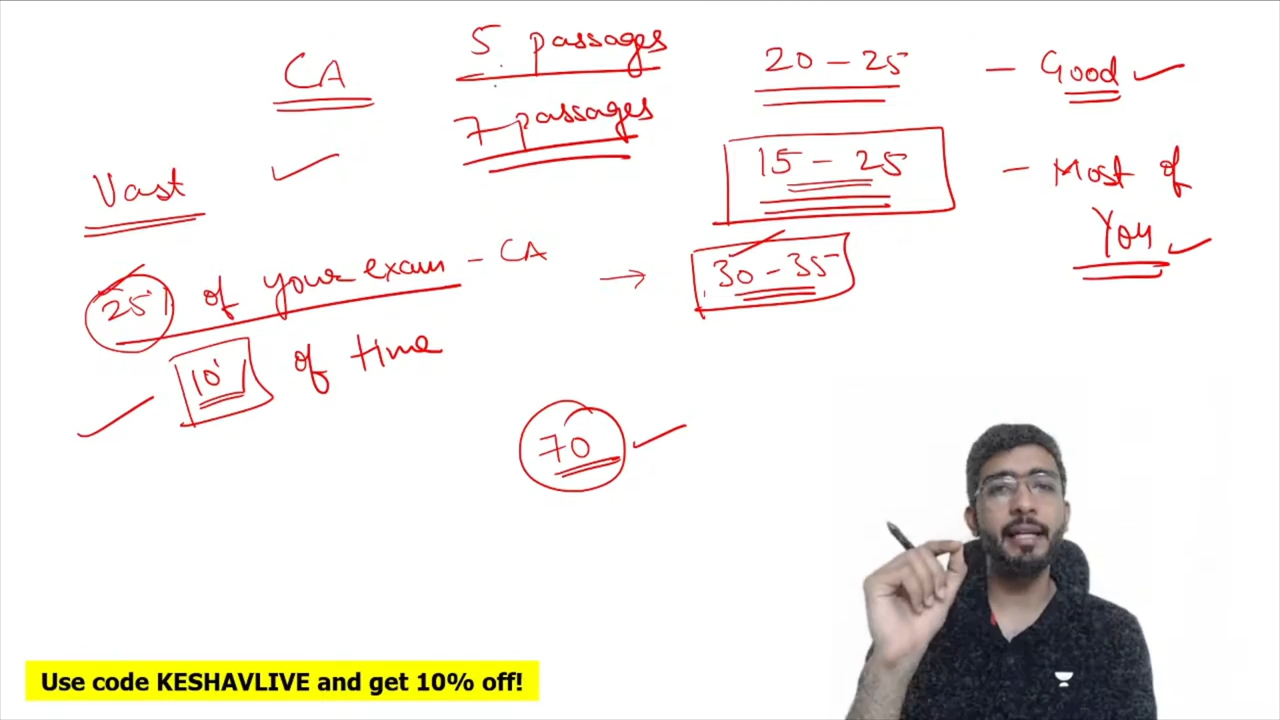 CA
5 passages
20 - 25 - Good
7 passages
15 - 25 - Most of You
Vast
25% of your exam - CA → 30 - 35
10% of time
70
Use code KESHAVLIVE and get 10% off!